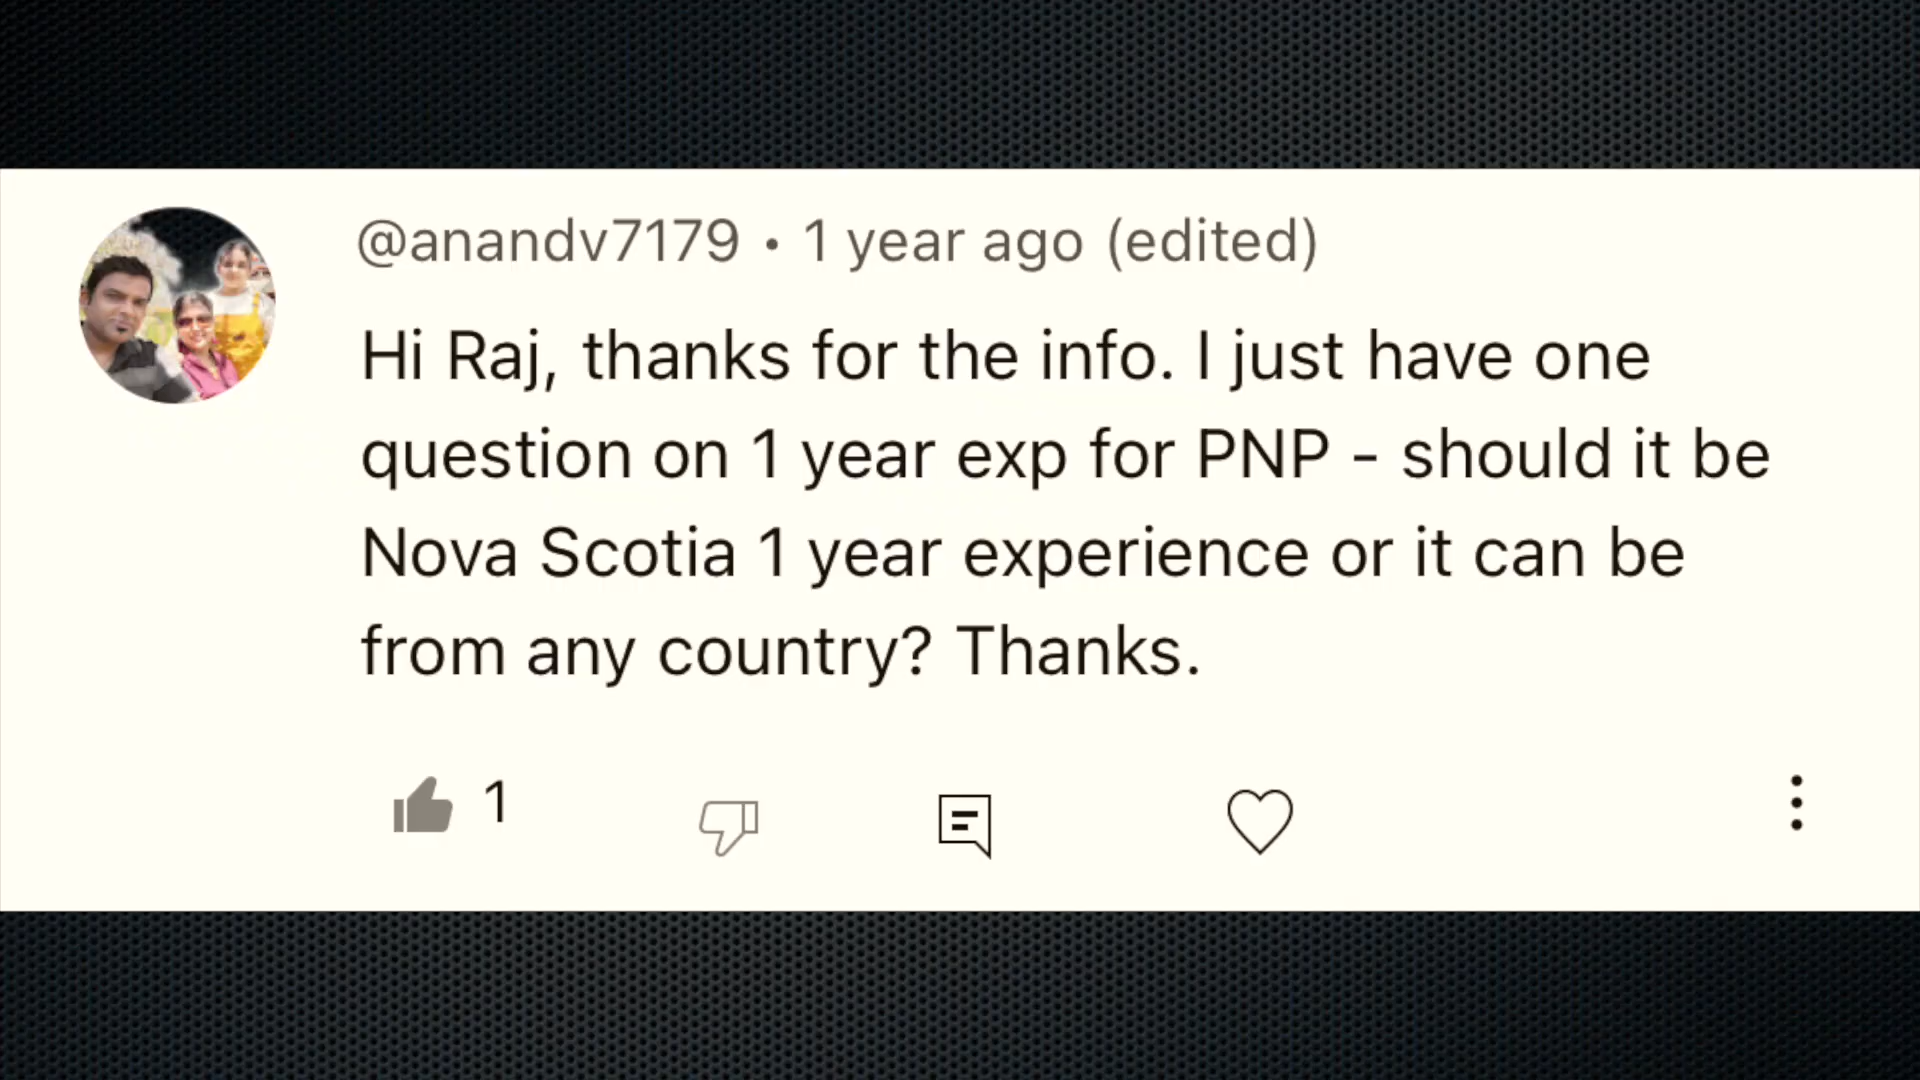 @anandv7179 • 1 year ago (edited)
Hi Raj, thanks for the info. I just have one
question on 1 year exp for PNP - should it be
Nova Scotia 1 year experience or it can be
from any country? Thanks.
1